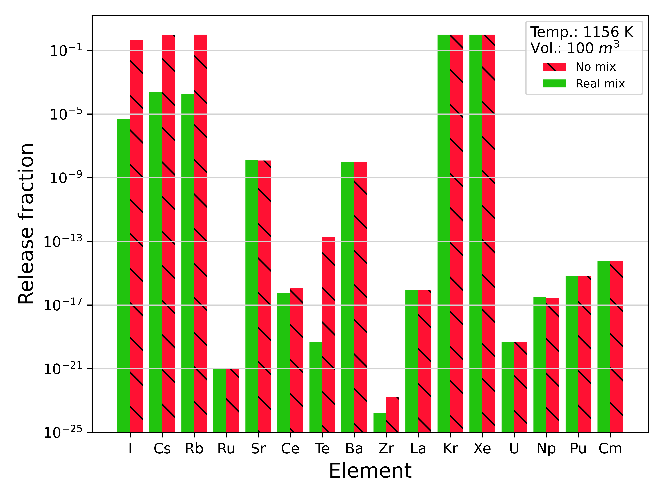 Temp.: 1156 K
Vol.: 100 m³
No mix
Real mix
Release fraction
10⁻¹
10⁻⁵
10⁻⁹
10⁻¹³
10⁻¹⁷
10⁻²¹
10⁻²⁵
I Cs Rb Ru Sr Ce Te Ba Zr La Kr Xe U Np Pu Cm
Element